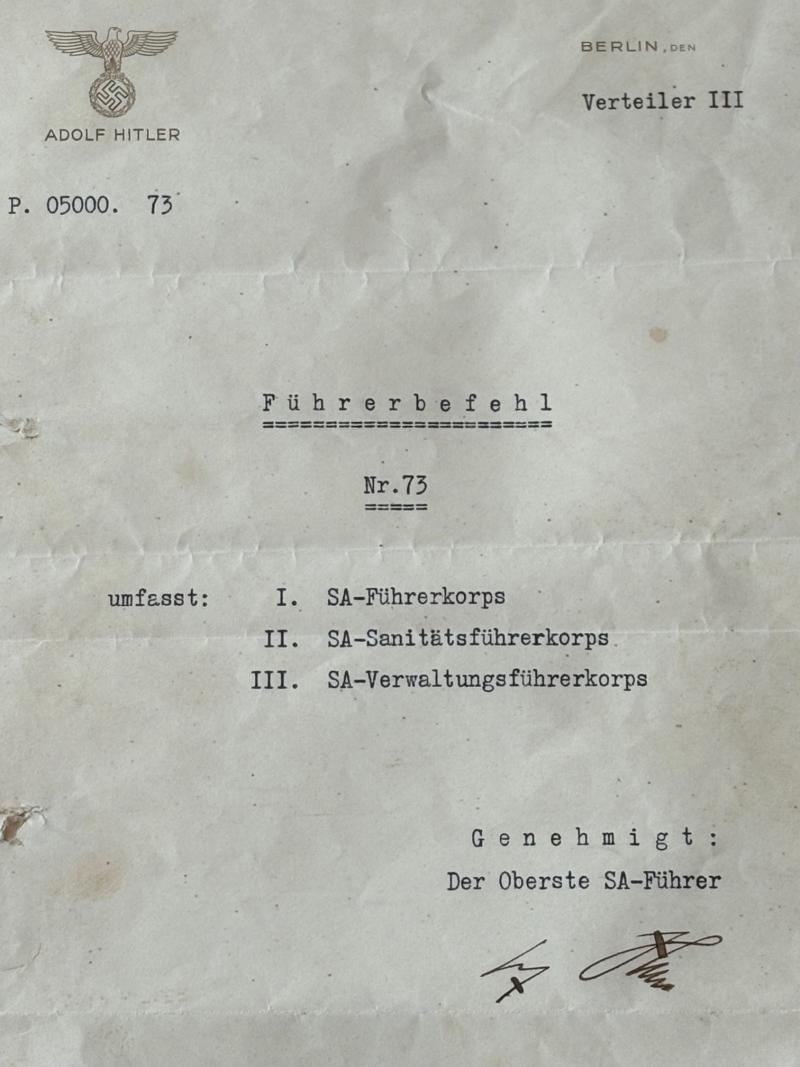 BERLIN, DEN
Verteiler III
ADOLF HITLER
P. 05000. 73
Führerbefehl
Nr.73
umfasst: I. SA-Führerkorps
II. SA-Sanitätsführerkorps
III. SA-Verwaltungsführerkorps
Genehmigt:
Der Oberste SA-Führer